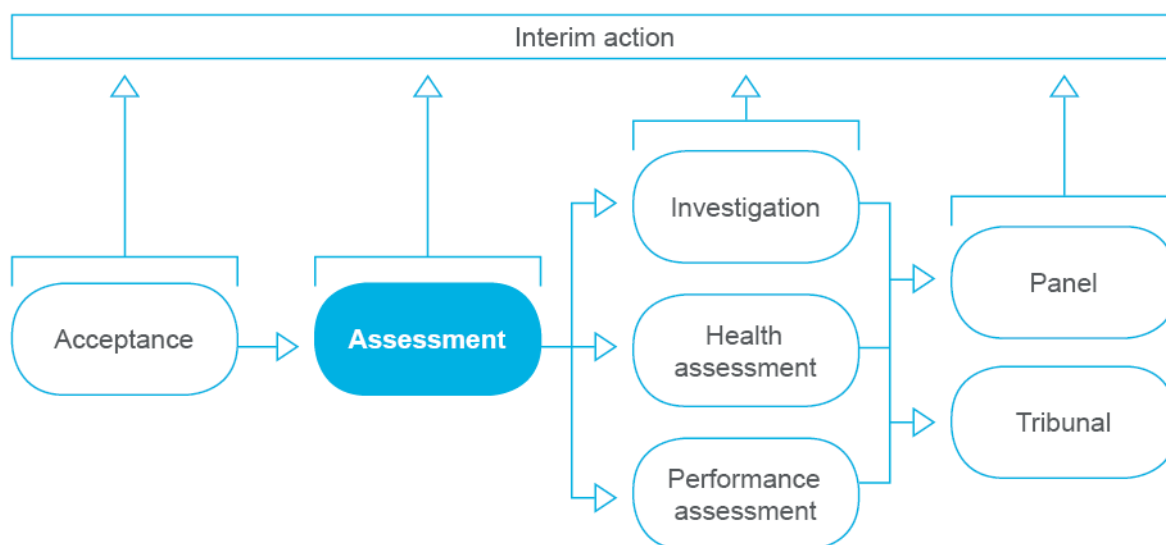 Interim action
Acceptance
Assessment
Investigation
Health
assessment
Performance
assessment
Panel
Tribunal